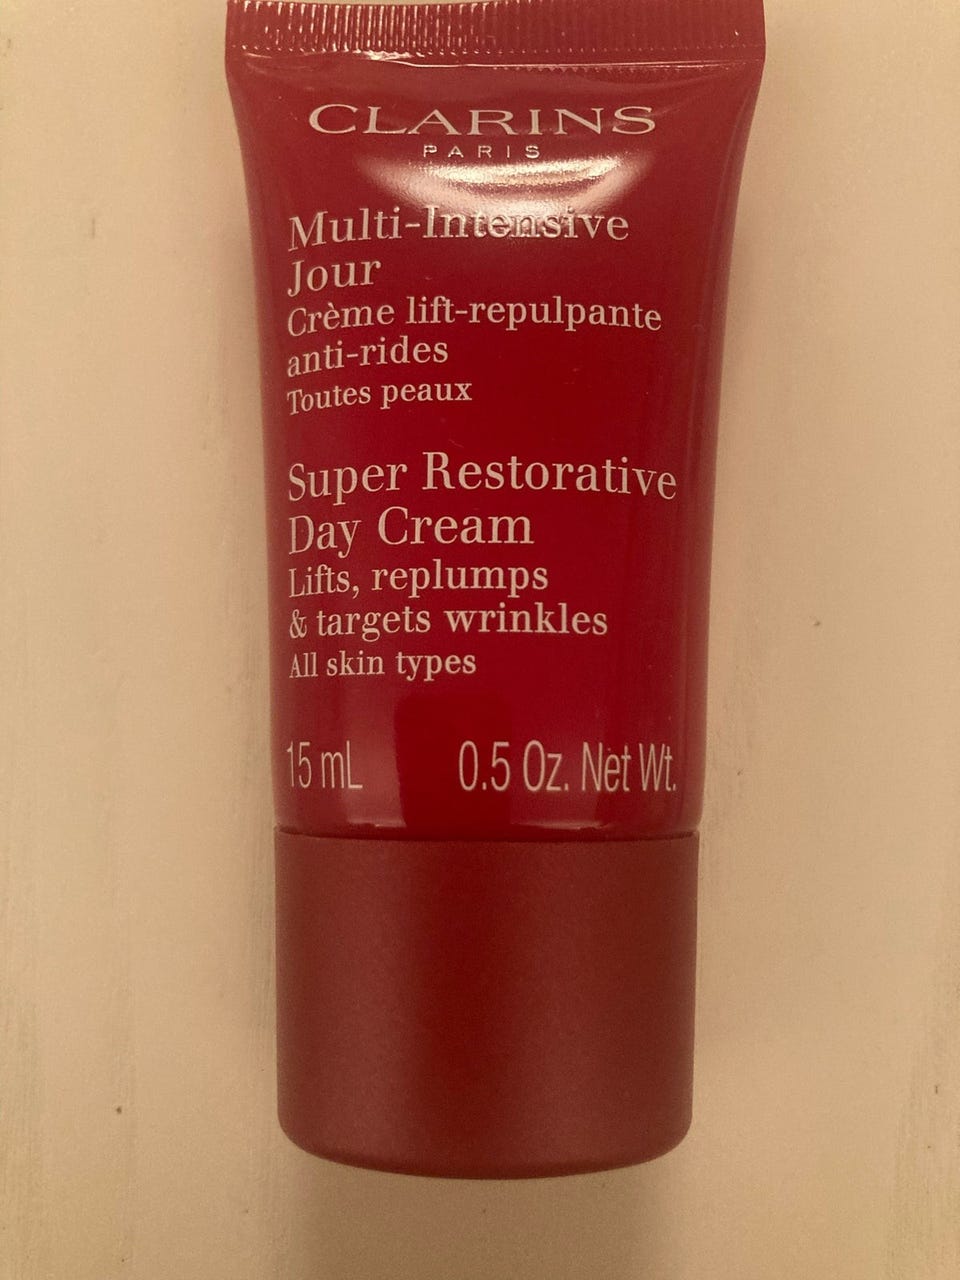 CLARINS
PARIS
Multi-Intensive
Jour
Crème lift-repulpante
anti-rides
Toutes peaux
Super Restorative
Day Cream
Lifts, replumps
& targets wrinkles
All skin types
15 mL 0.5 Oz. Net Wt.